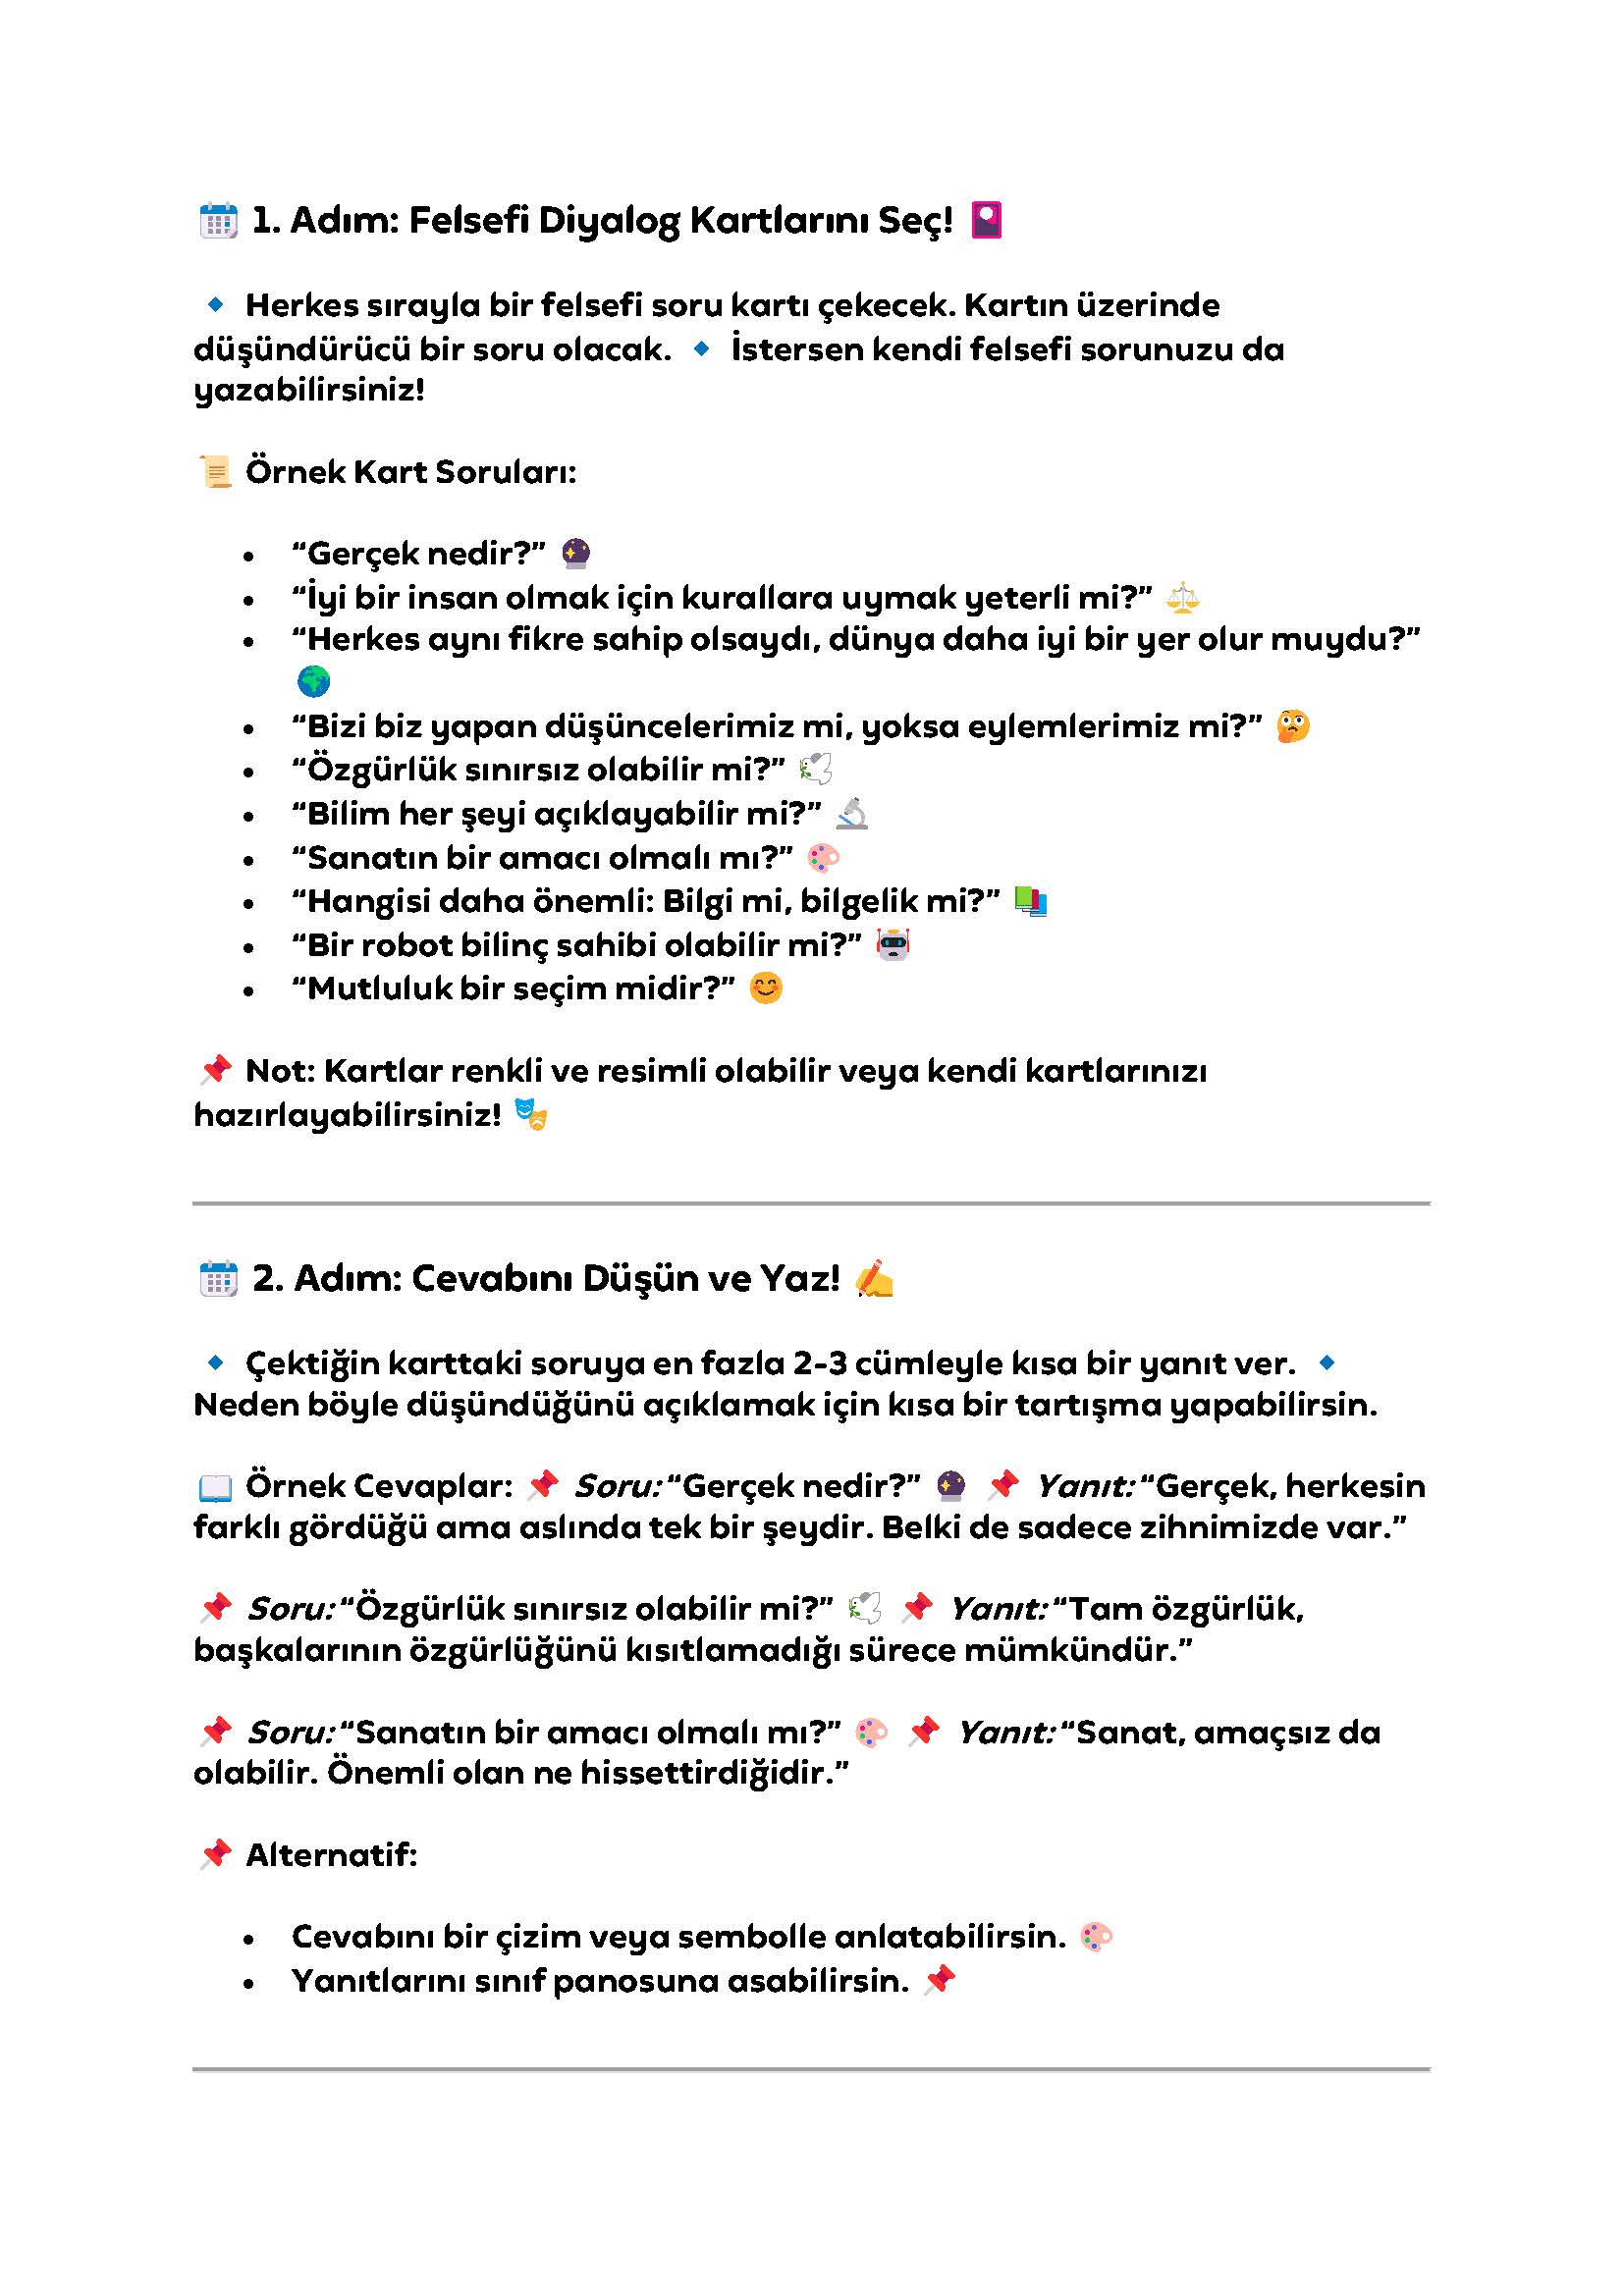 1. Adım: Felsefi Diyalog Kartlarını Seç!
Herkes sırayla bir felsefi soru kartı çekecek. Kartın üzerinde
düşündürücü bir soru olacak. 🔹 İstersen kendi felsefi sorunuzu da
yazabilirsiniz!
Örnek Kart Soruları:
• “Gerçek nedir?” 🔮
• “İyi bir insan olmak için kurallara uymak yeterli mi?” ⚖️
• “Herkes aynı fikre sahip olsaydı, dünya daha iyi bir yer olur muydu?”
🌍
• “Bizi biz yapan düşüncelerimiz mi, yoksa eylemlerimiz mi?” 🤔
• “Özgürlük sınırsız olabilir mi?” 🕊️
• “Bilim her şeyi açıklayabilir mi?” 🔬
• “Sanatın bir amacı olmalı mı?” 🎨
• “Hangisi daha önemli: Bilgi mi, bilgelik mi?” 📚
• “Bir robot bilinç sahibi olabilir mi?” 🤖
• “Mutluluk bir seçim midir?” 😊
📌 Not: Kartlar renkli ve resimli olabilir veya kendi kartlarınızı
hazırlayabilirsiniz! 🎭
2. Adım: Cevabını Düşün ve Yaz! ✍️
🔹 Çektiğin karttaki soruya en fazla 2-3 cümleyle kısa bir yanıt ver. 🔹
Neden böyle düşündüğünü açıklamak için kısa bir tartışma yapabilirsin.
📖 Örnek Cevaplar: 📌 Soru: “Gerçek nedir?” 🔮 📌 Yanıt: “Gerçek, herkesin
farklı gördüğü ama aslında tek bir şeydir. Belki de sadece zihnimizde var.”
📌 Soru: “Özgürlük sınırsız olabilir mi?” 🕊️ 📌 Yanıt: “Tam özgürlük,
başkalarının özgürlüğünü kısıtlamadığı sürece mümkündür.”
📌 Soru: “Sanatın bir amacı olmalı mı?” 🎨 📌 Yanıt: “Sanat, amaçsız da
olabilir. Önemli olan ne hissettirdiğidir.”
📌 Alternatif:
• Cevabını bir çizim veya sembolle anlatabilirsin. 🎨
• Yanıtlarını sınıf panosuna asabilirsin. 📌